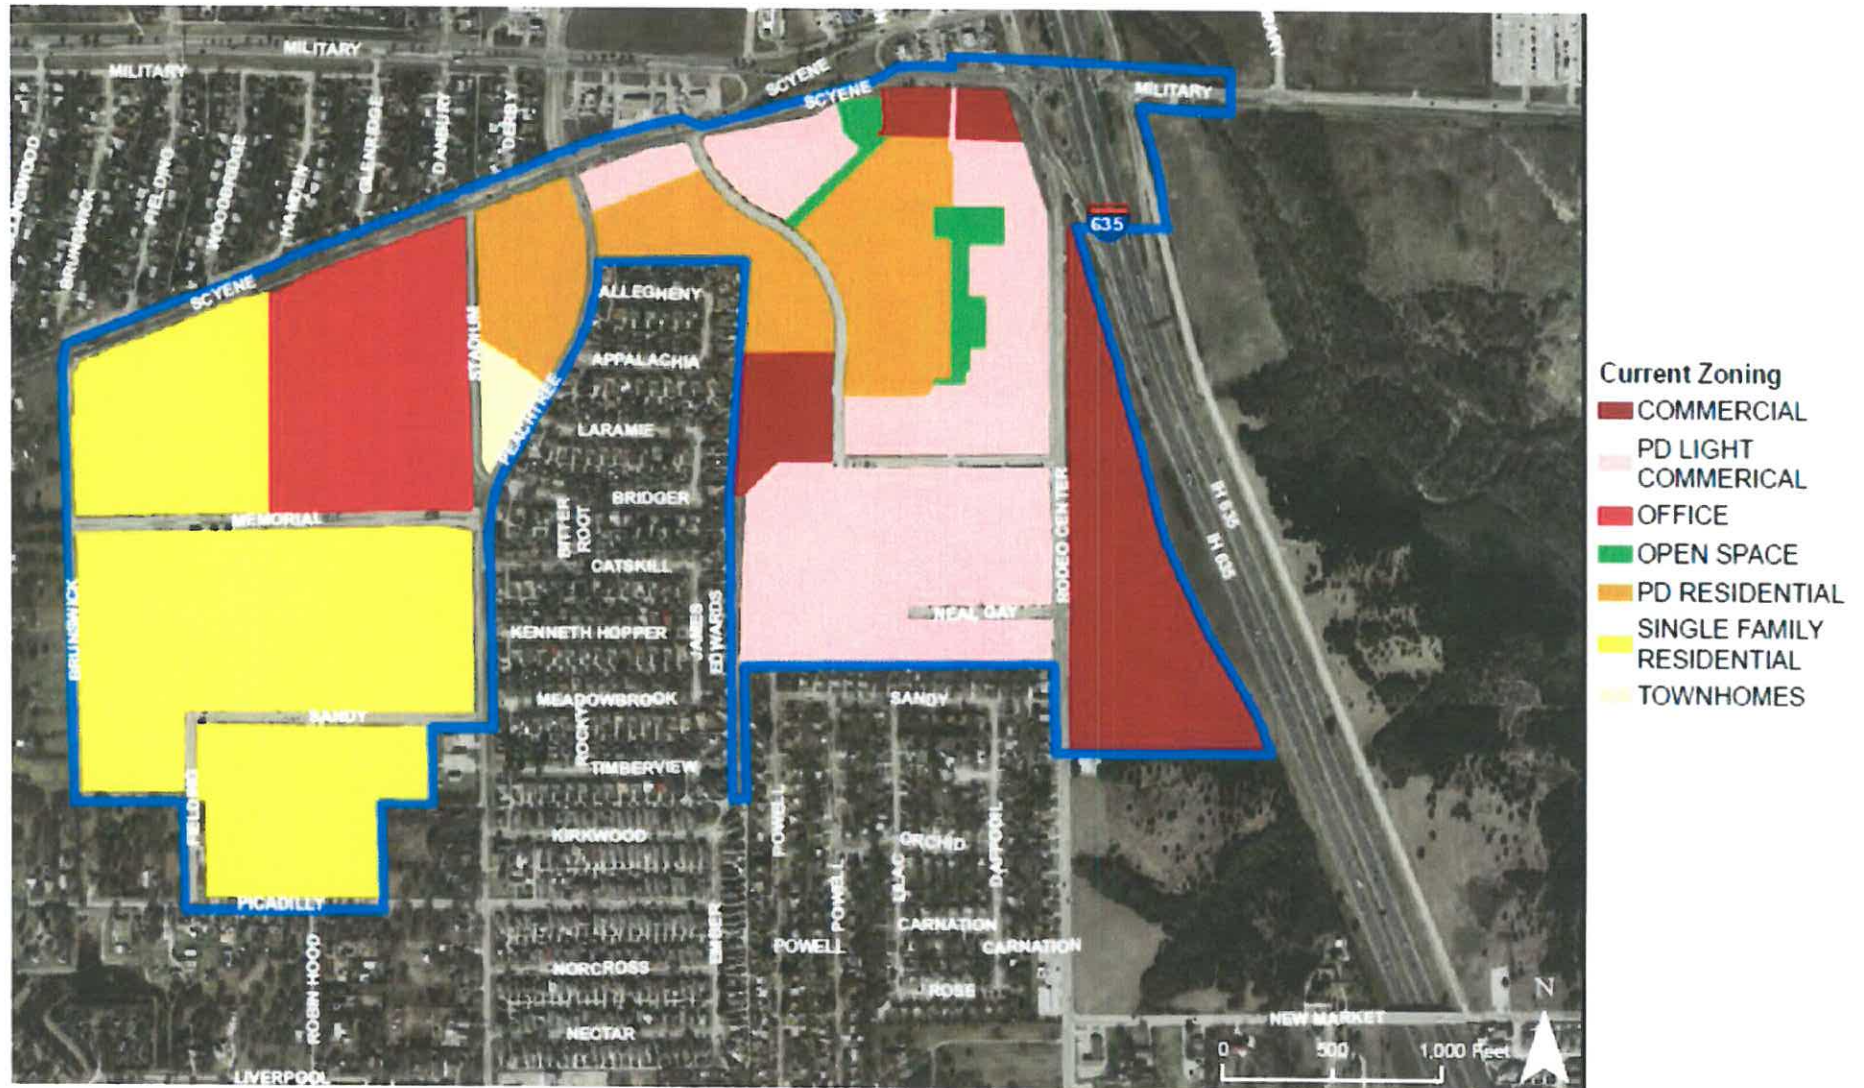 MILITARY
MILITARY
SCYENE
SCYENE
MILITARY
BRUNSWICK
FIELDING
WOODBRIDGE
HAMDEN
GLENRIDGE
DANBURY
DERBY
SCYENE
635
ALLEGHENY
STADIUM
APPALACHIA
PEACHTREE
LARAMIE
BRIDGER
BITTER
ROOT
MEMORIAL
CATSKILL
IH 635
IH 635
RODEO CENTER
BRUNSWICK
KENNETH HOPPER
JAMES
EDWARDS
NEAL GAY
MEADOWBROOK
SANDY
SANDY
ROCKY
TIMBERVIEW
FIELDING
KIRKWOOD
POWELL
ORCHID
DAFFODIL
LILAC
POWELL
PICADILLY
CARNATION
CARNATION
POWELL
EMBER
ROBIN HOOD
NORCROSS
ROSE
NECTAR
NEW MARKET
LIVERPOOL
N
0 500 1,000 Feet
Current Zoning
COMMERCIAL
PD LIGHT
COMMERICAL
OFFICE
OPEN SPACE
PD RESIDENTIAL
SINGLE FAMILY
RESIDENTIAL
TOWNHOMES